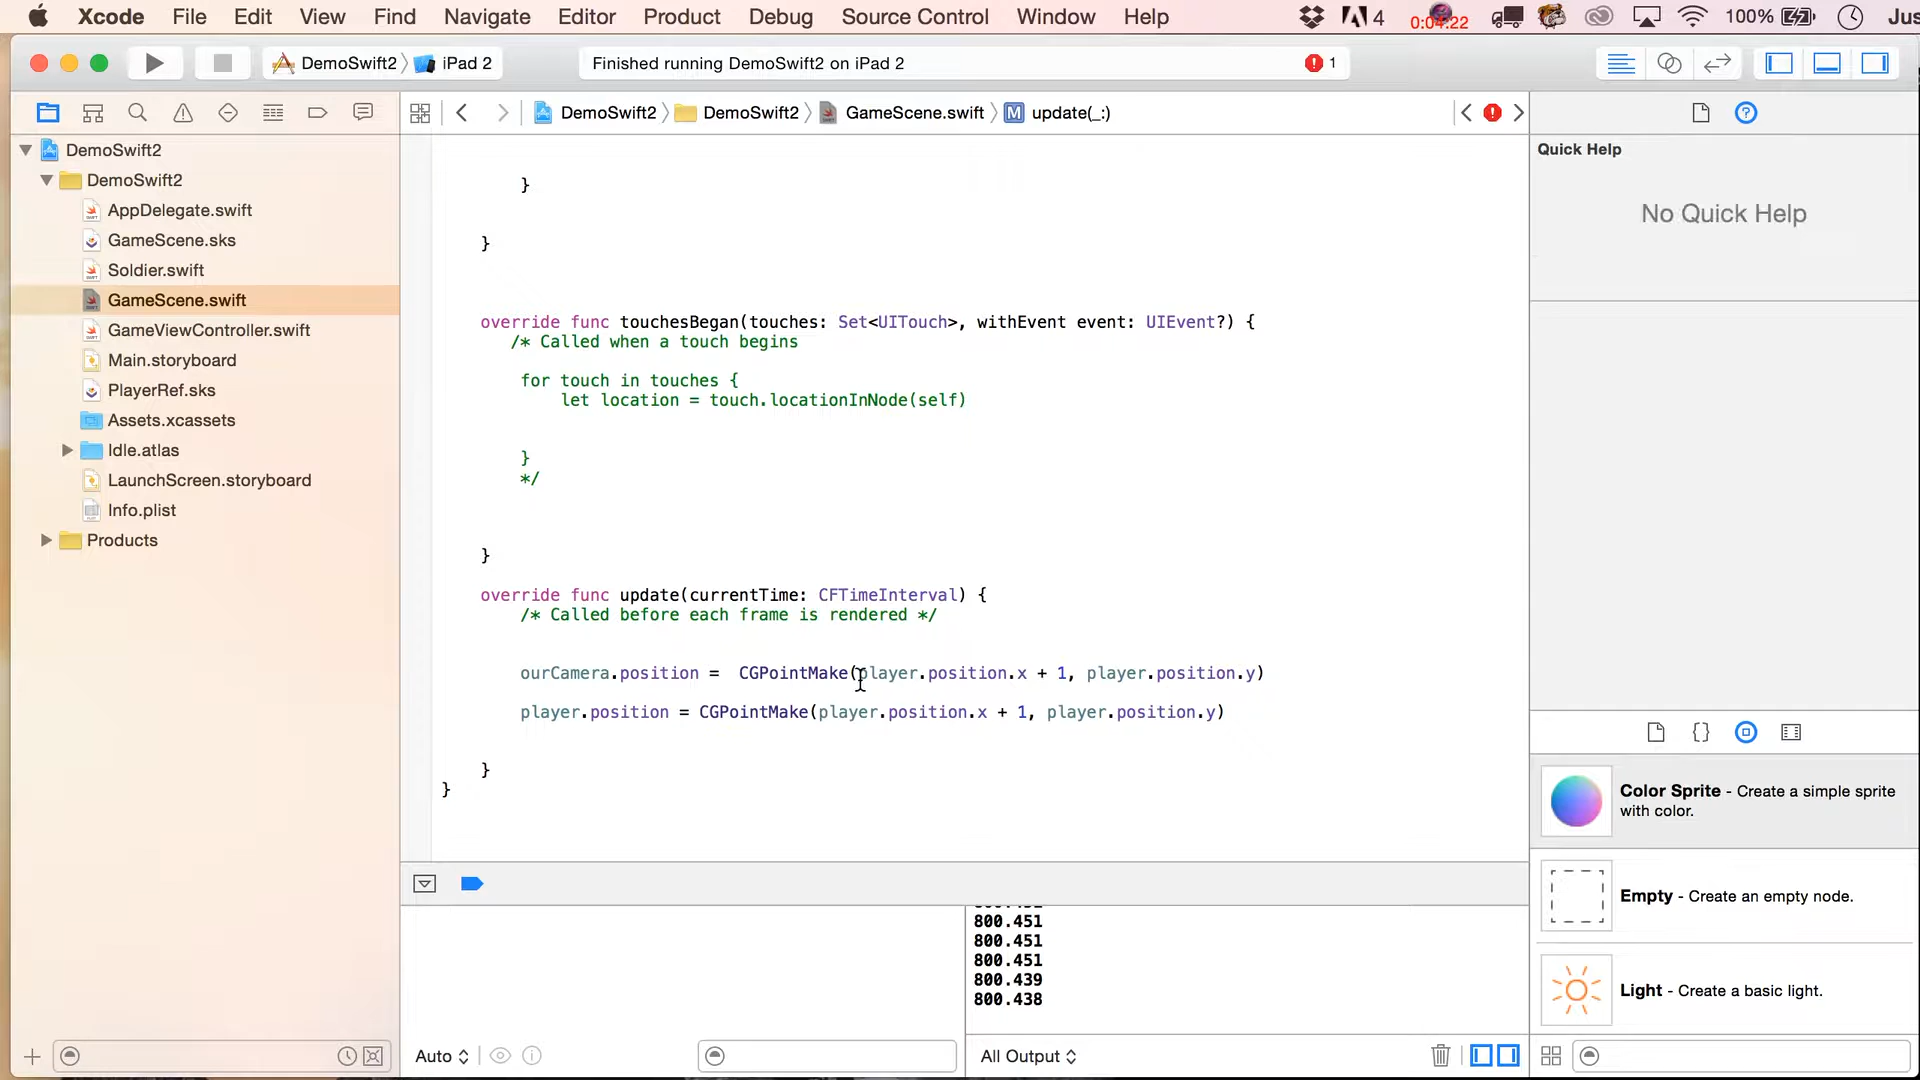 Xcode File Edit View Find Navigate Editor Product Debug Source Control Window Help 4 0:04:22 100% Jus
DemoSwift2 iPad 2 Finished running DemoSwift2 on iPad 2 1
DemoSwift2 DemoSwift2 GameScene.swift M update(_:)
DemoSwift2
DemoSwift2
AppDelegate.swift
GameScene.sks
Soldier.swift
GameScene.swift
GameViewController.swift
Main.storyboard
PlayerRef.sks
Assets.xcassets
Idle.atlas
LaunchScreen.storyboard
Info.plist
Products
}
}
override func touchesBegan(touches: Set<UITouch>, withEvent event: UIEvent?) {
/* Called when a touch begins
for touch in touches {
let location = touch.locationInNode(self)
}
*/
}
override func update(currentTime: CFTimeInterval) {
/* Called before each frame is rendered */
ourCamera.position =  CGPointMake(player.position.x + 1, player.position.y)
player.position = CGPointMake(player.position.x + 1, player.position.y)
}
}
800.451
800.451
800.451
800.439
800.438
Auto
All Output
Quick Help
No Quick Help
{}
Color Sprite - Create a simple sprite
with color.
Empty - Create an empty node.
Light - Create a basic light.